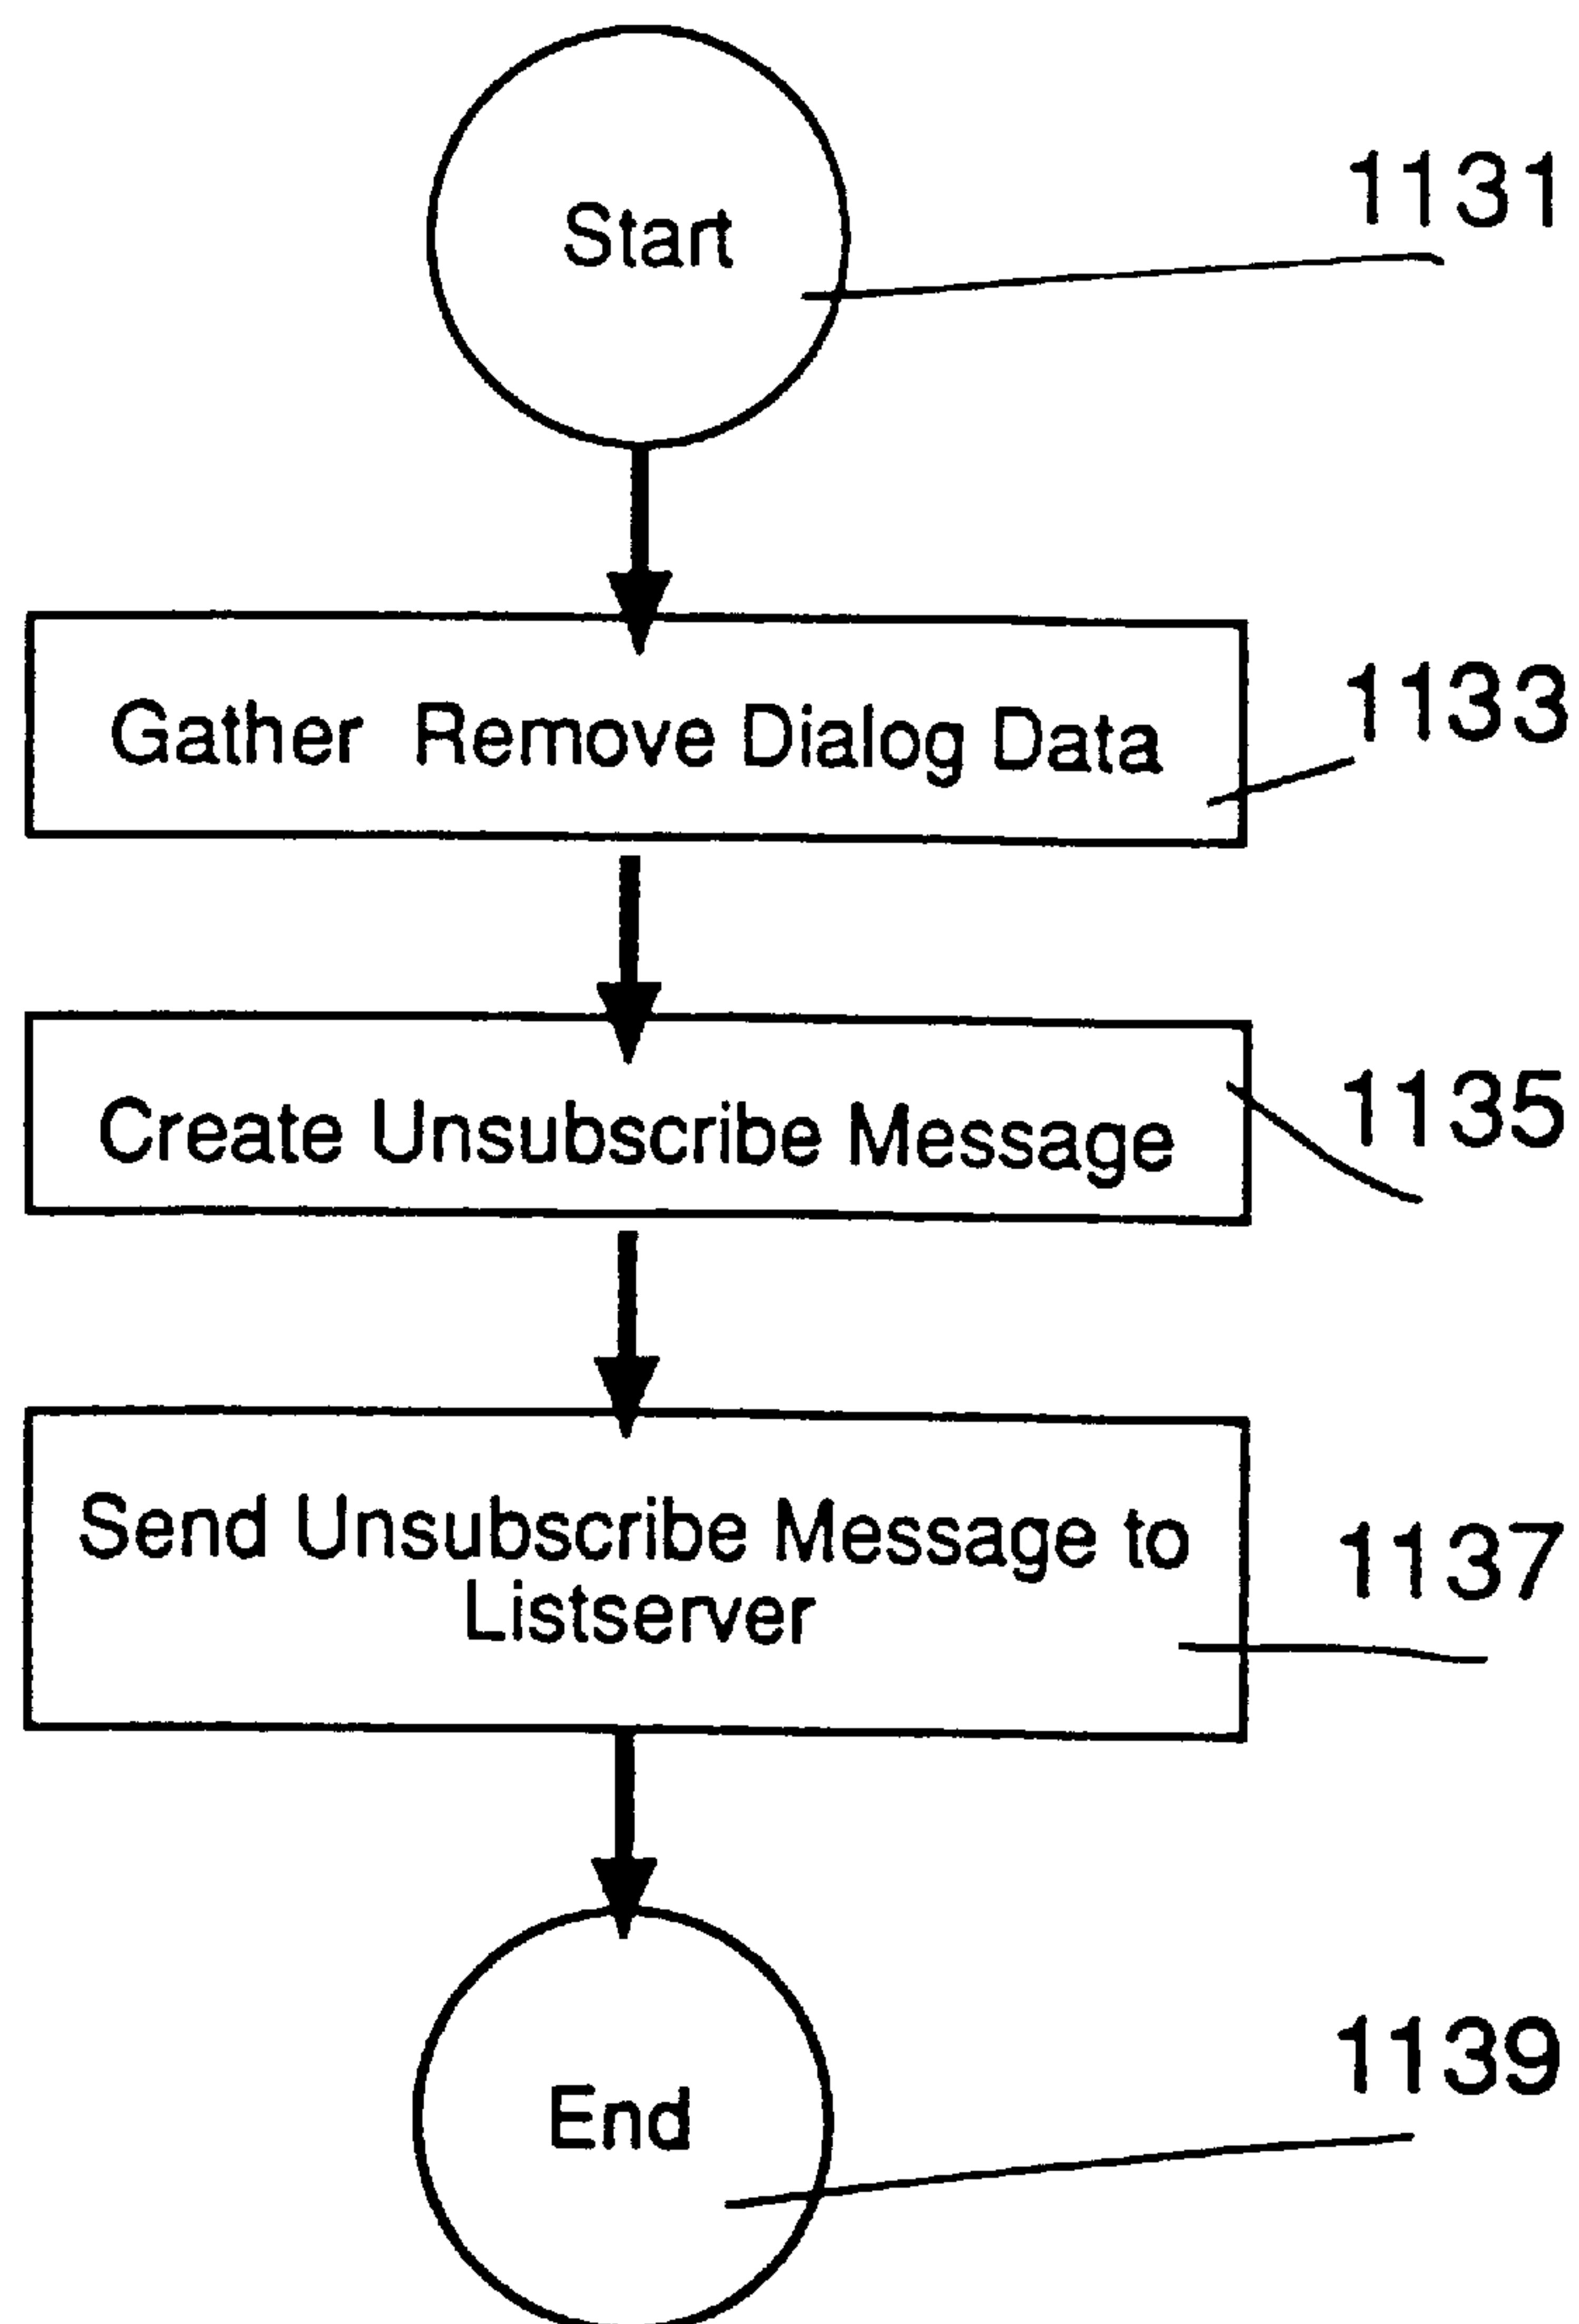 Start
1131
Gather Remove Dialog Data
1133
Create Unsubscribe Message
1135
Send Unsubscribe Message to
Listserver
1137
End
1139